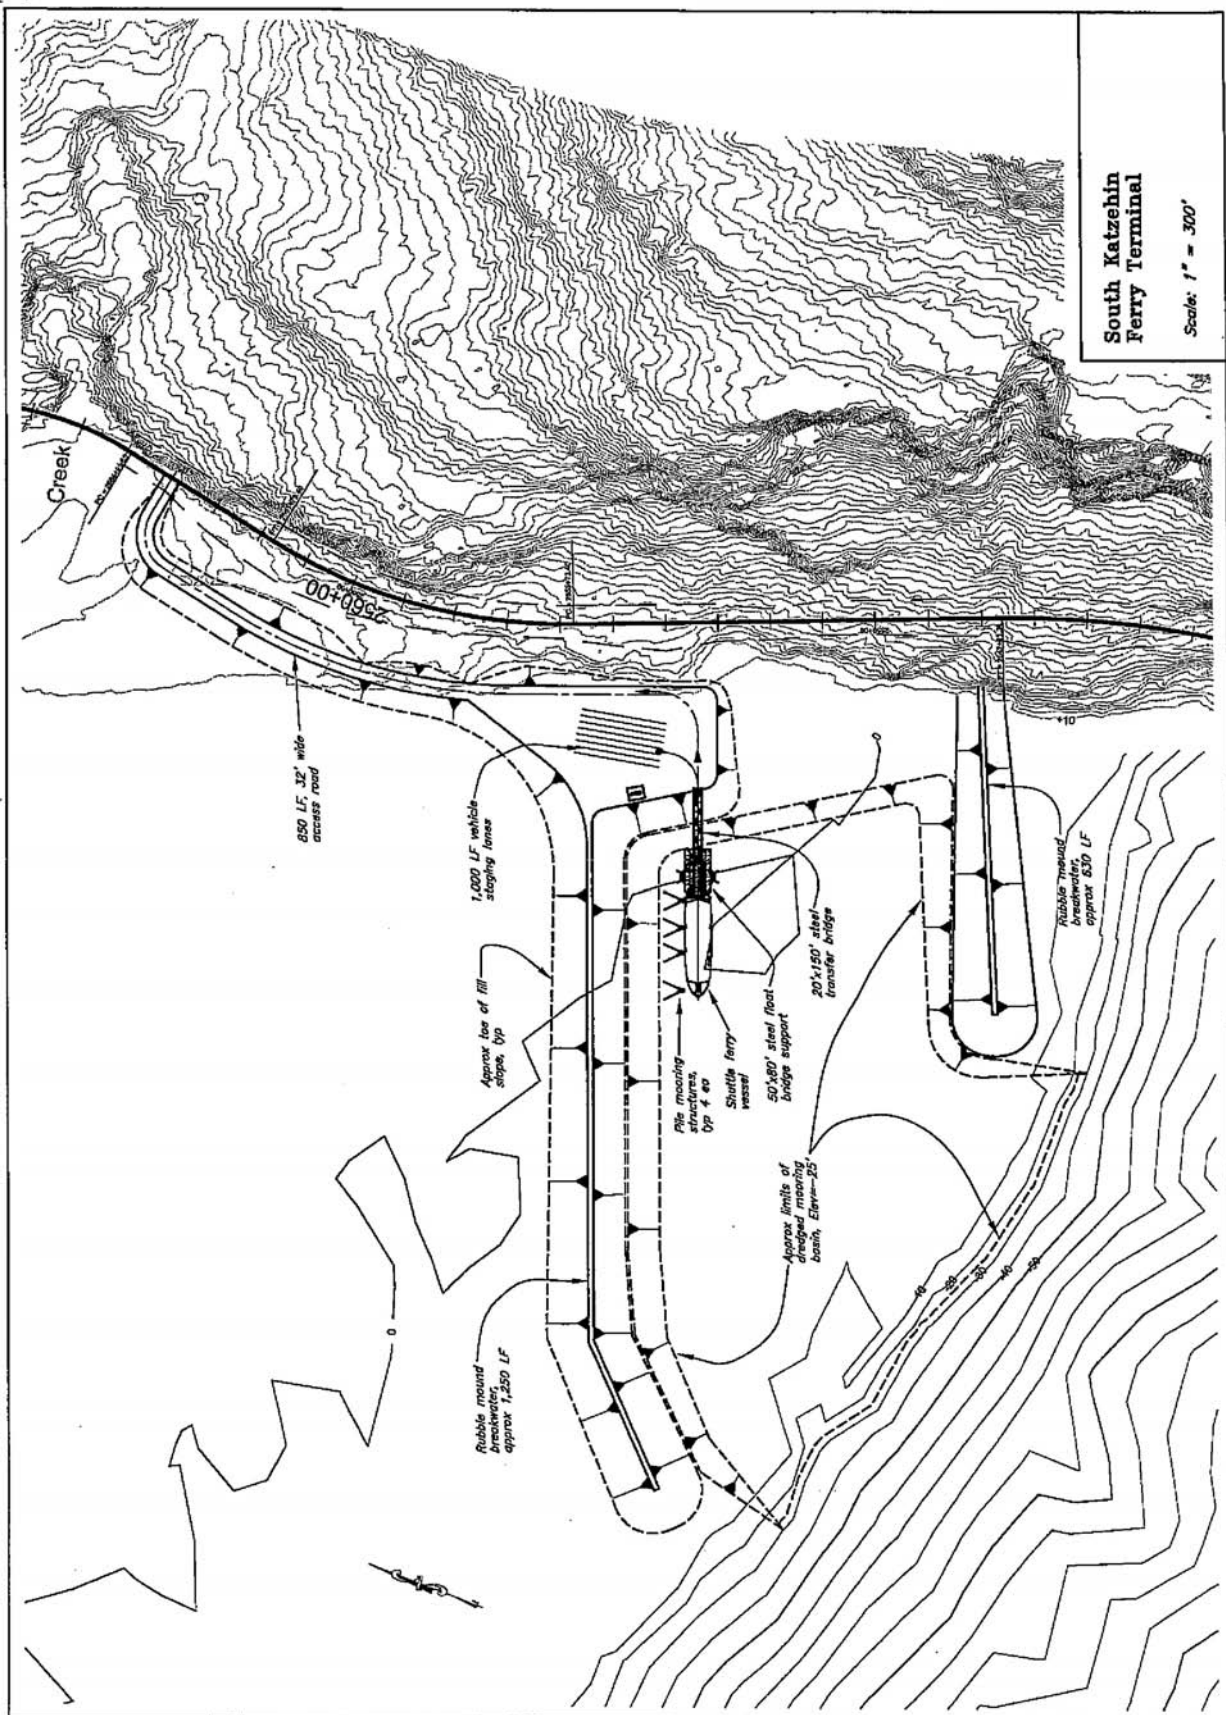 South Katzehin
Ferry Terminal
Scale: 1" = 300'
Creek
2560+00
850 LF, 32' wide
access road
1,000 LF vehicle
staging lanes
Approx toe of fill
slope, typ
Rubble mound
breakwater,
approx 1,250 LF
Pile mooring
structures,
typ 4 ea
Shuttle ferry
vessel
50'x80' steel float
bridge support
20'x150' steel
transfer bridge
Approx limits of
dredged mooring
basin, Elev=-25'
Rubble mound
breakwater,
approx 630 LF
+10
0
0
-10
-20
-30
-40
-50